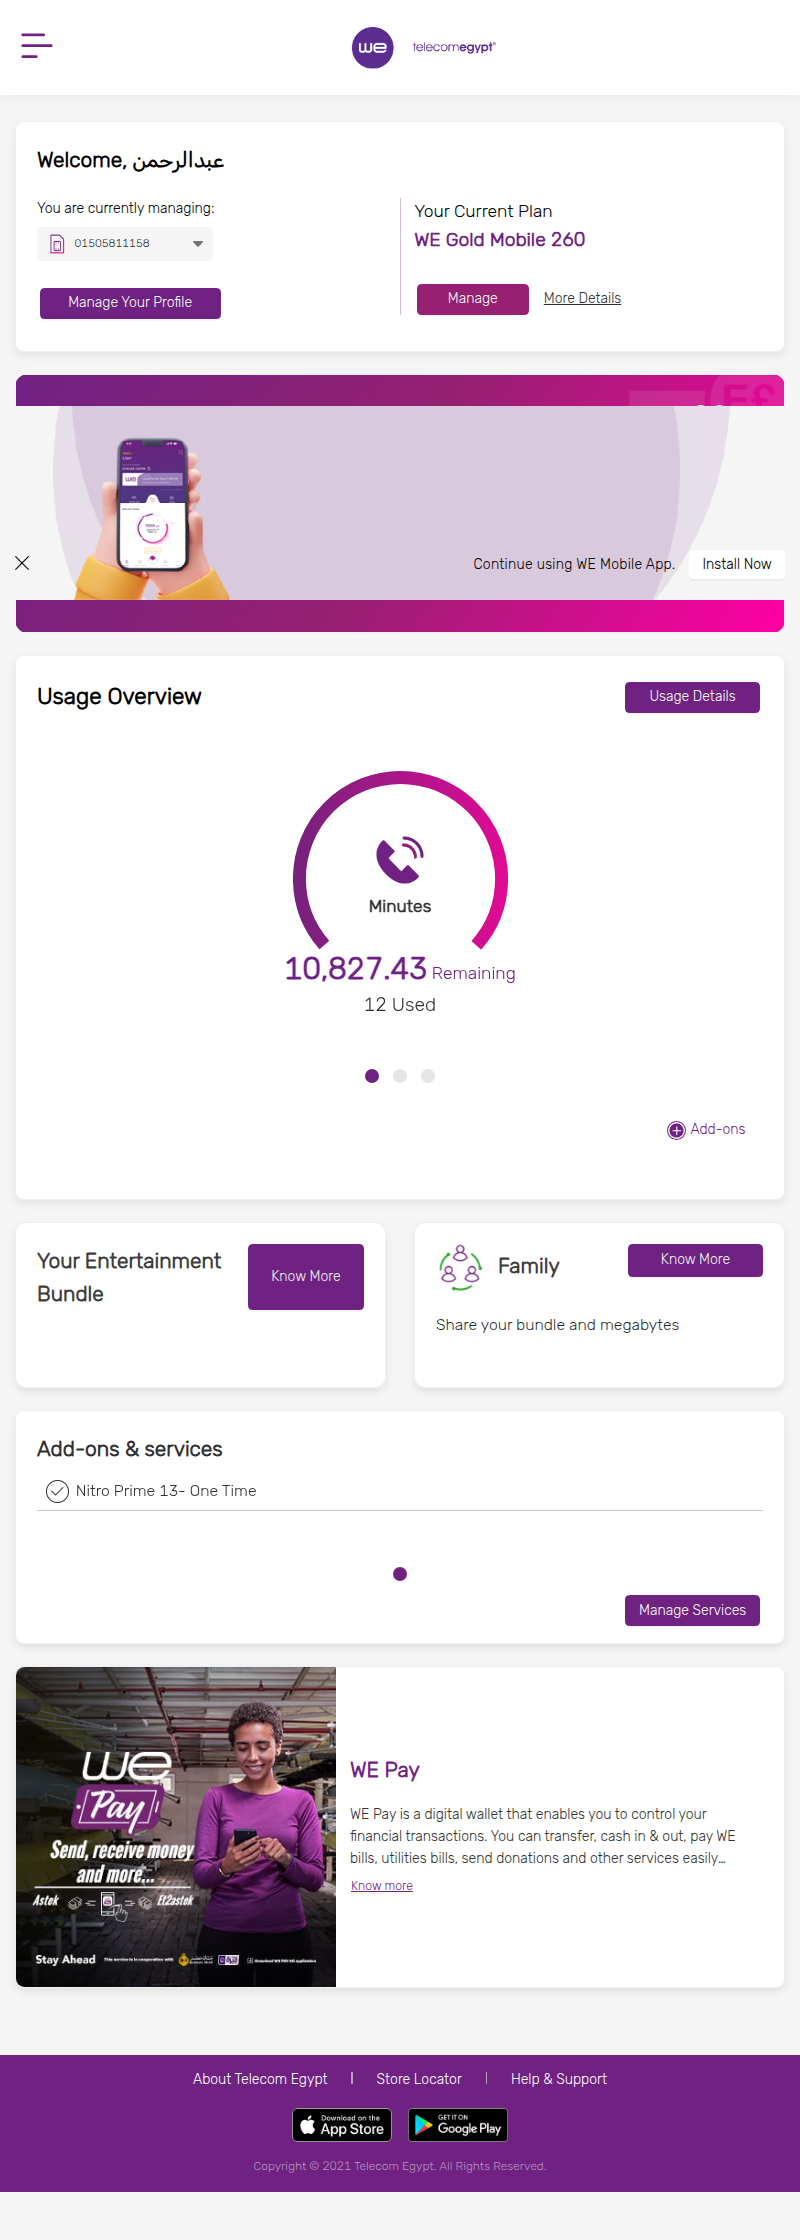 we telecomegypt
Welcome, عبدالرحمن
You are currently managing:
01505811158
Manage Your Profile
Your Current Plan
WE Gold Mobile 260
Manage More Details
E£
Continue using WE Mobile App. Install Now
Usage Overview
Usage Details
Minutes
10,827.43 Remaining
12 Used
Add-ons
Your Entertainment
Bundle
Know More
Family
Know More
Share your bundle and megabytes
Add-ons & services
Nitro Prime 13- One Time
Manage Services
we
Pay
Send, receive money
and more...
Astek Et2astek
Stay Ahead This service is in cooperation with
WE Pay
WE Pay is a digital wallet that enables you to control your
financial transactions. You can transfer, cash in & out, pay WE
bills, utilities bills, send donations and other services easily...
Know more
About Telecom Egypt | Store Locator | Help & Support
Download on the
App Store
GET IT ON
Google Play
Copyright © 2021 Telecom Egypt. All Rights Reserved.